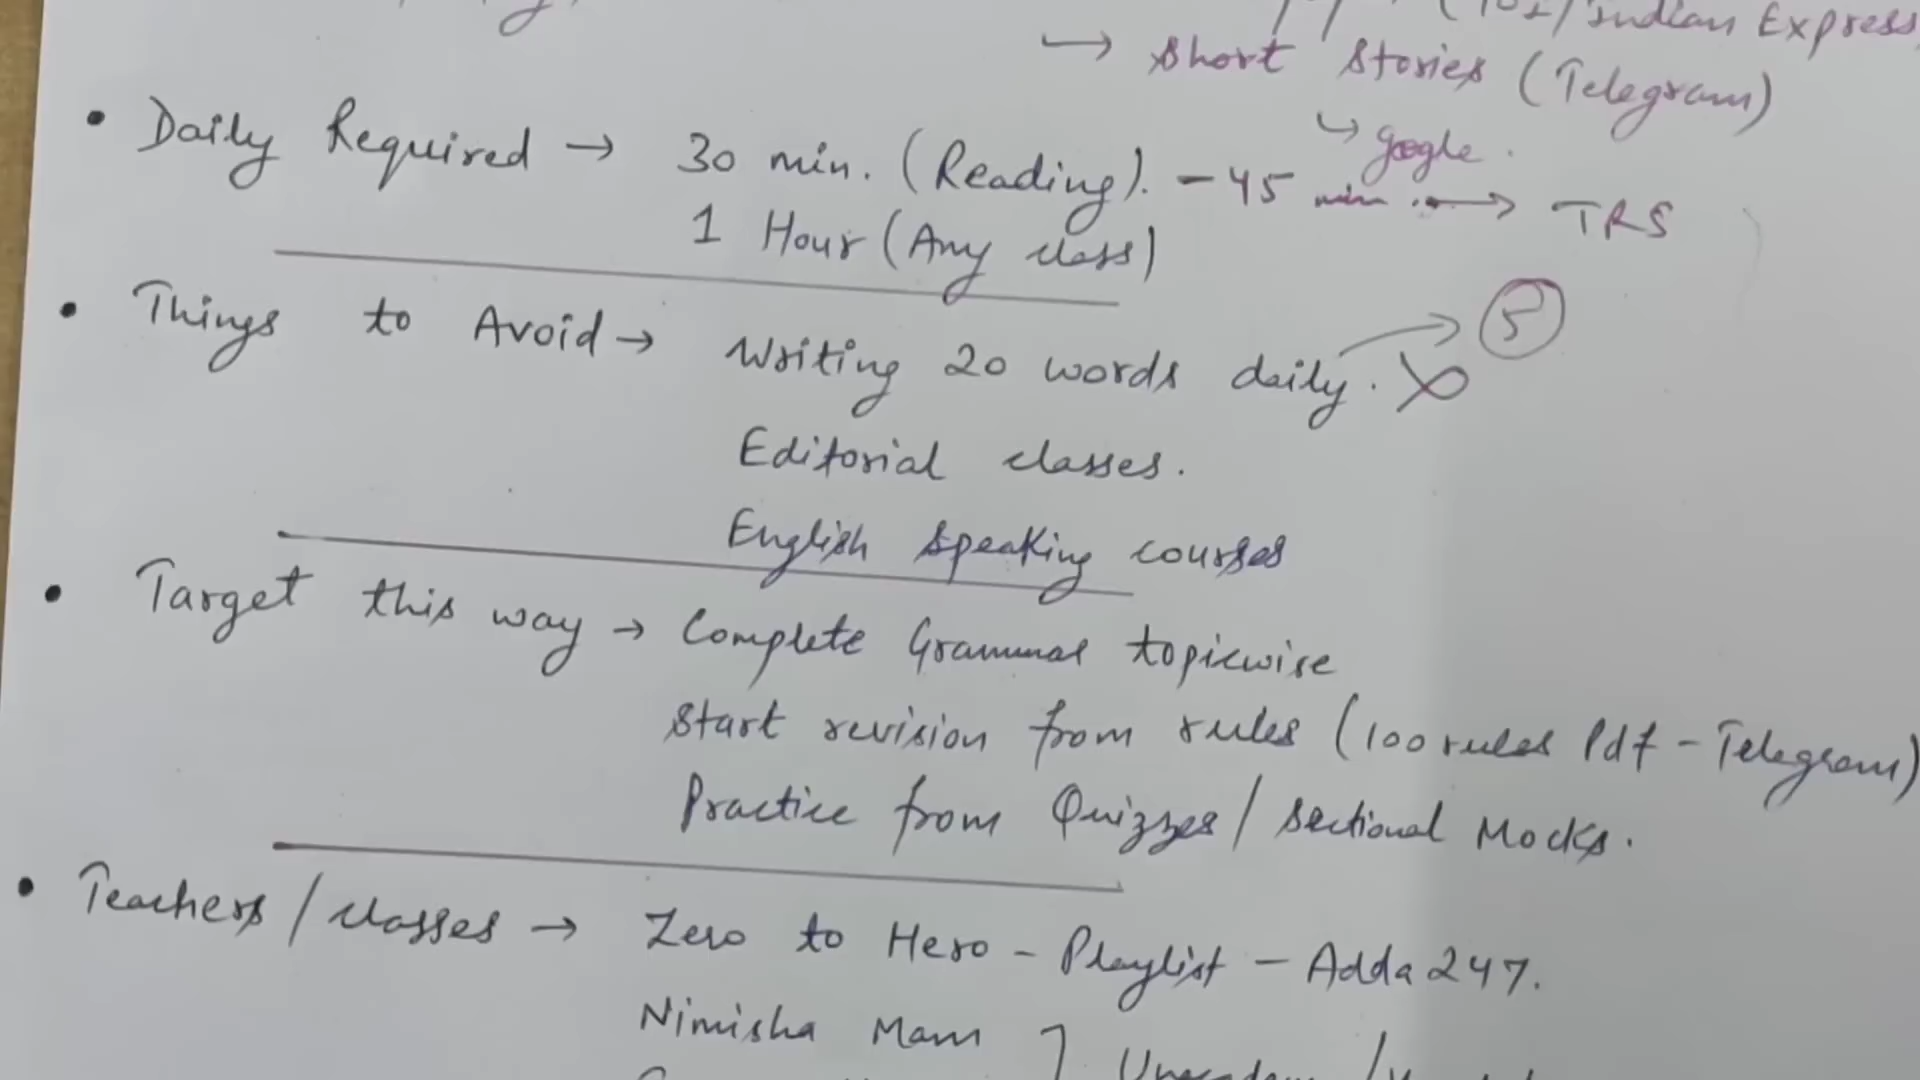 Indian Express
→ Short Stories (Telegram)
↳ google.
• Daily Required → 30 min. (Reading). - 45 min. → TRS
1 Hour (Any class)
• Things to Avoid → Writing 20 words daily. → 5
Editorial classes.
English Speaking courses
• Target this way → Complete Grammar topicwise
Start revision from rules (100 rules Pdf - Telegram)
Practice from Quizzes / Sectional Mocks.
• Teachers / classes → Zero to Hero - Playlist - Adda 247.
Nimisha Mam